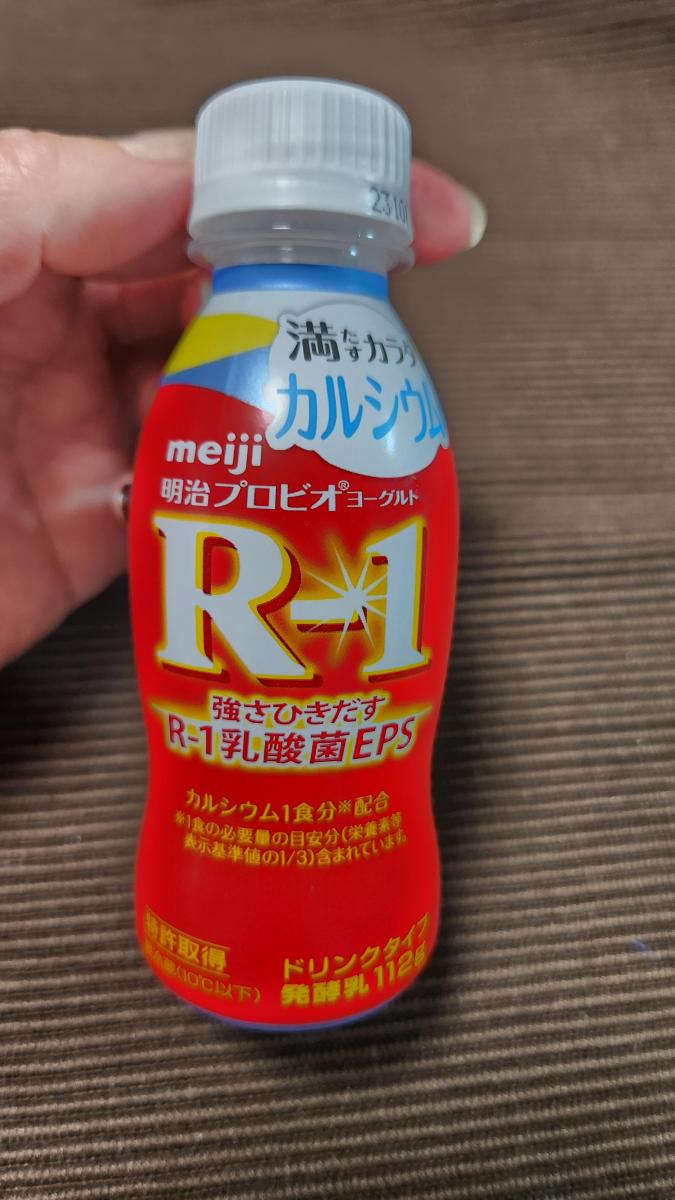 2310
満たすカラダ
カルシウム
meiji
明治プロビオ®ヨーグルト
R-1
強さひきだす
R-1乳酸菌EPS
カルシウム1食分※配合
※1食の必要量の目安分(栄養素等
表示基準値の1/3)含まれています。
特許取得
要冷蔵(10℃以下)
ドリンクタイプ
発酵乳 112g